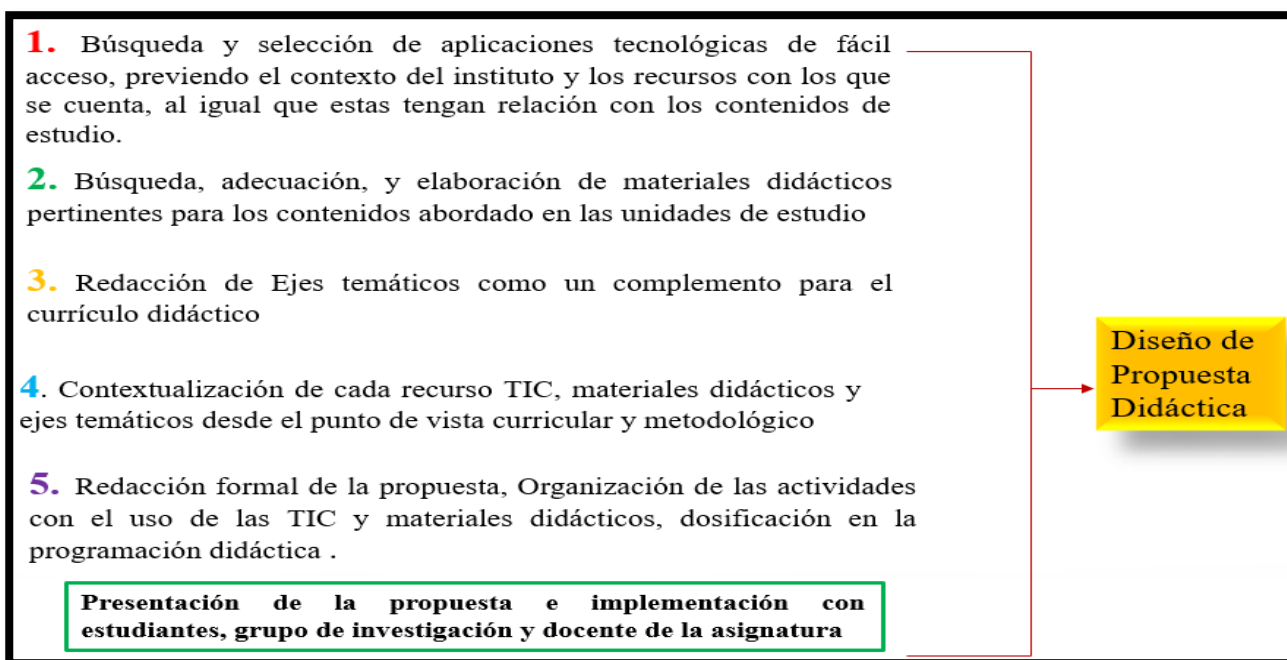 1. Búsqueda y selección de aplicaciones tecnológicas de fácil
acceso, previendo el contexto del instituto y los recursos con los que
se cuenta, al igual que estas tengan relación con los contenidos de
estudio.
2. Búsqueda, adecuación, y elaboración de materiales didácticos
pertinentes para los contenidos abordado en las unidades de estudio
3. Redacción de Ejes temáticos como un complemento para el
currículo didáctico
4. Contextualización de cada recurso TIC, materiales didácticos y
ejes temáticos desde el punto de vista curricular y metodológico
5. Redacción formal de la propuesta, Organización de las actividades
con el uso de las TIC y materiales didácticos, dosificación en la
programación didáctica .
Presentación de la propuesta e implementación con
estudiantes, grupo de investigación y docente de la asignatura
Diseño de
Propuesta
Didáctica